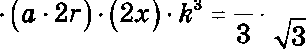 · (a · 2r) · (2x) · k³ = — · —
3 √3